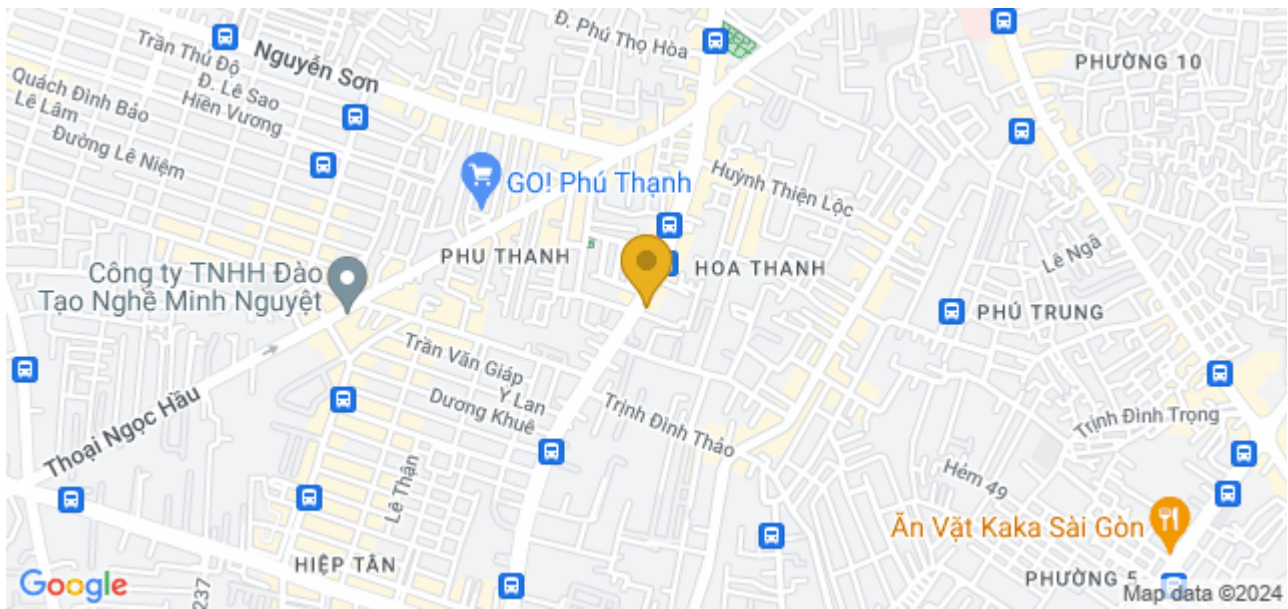 Đ. Phú Thọ Hòa
Trần Thủ Độ
Nguyễn Sơn
PHƯỜNG 10
Đ. Lê Sao
Quách Đình Bảo
Hiền Vương
Lê Lâm
Đường Lê Niệm
GO! Phú Thạnh
Huỳnh Thiện Lộc
PHU THANH
HOA THANH
Lê Ngã
Công ty TNHH Đào
Tạo Nghề Minh Nguyệt
PHÚ TRUNG
Trần Văn Giáp
Ý Lan
Dương Khuê
Trịnh Đình Thảo
Trịnh Đình Trọng
Thoại Ngọc Hầu
Lê Thận
Hẻm 49
Ăn Vặt Kaka Sài Gòn
HIỆP TÂN
237
PHƯỜNG 5
Google
Map data ©2024